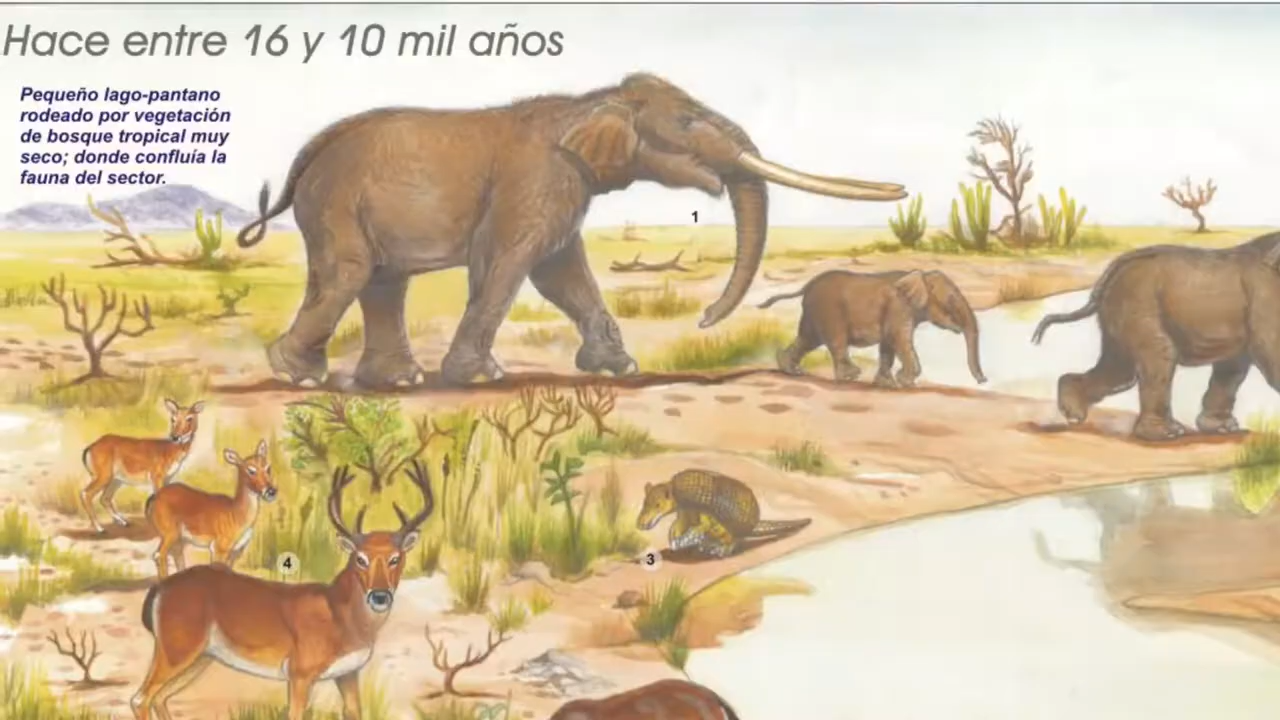 Hace entre 16 y 10 mil años
Pequeño lago-pantano
rodeado por vegetación
de bosque tropical muy
seco; donde confluía la
fauna del sector.
1
3
4